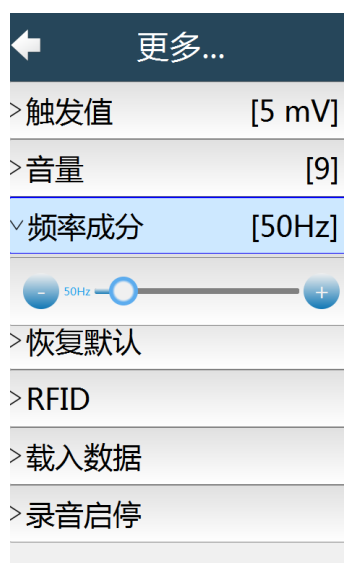 更多...
触发值 [5 mV]
音量 [9]
频率成分 [50Hz]
- 50Hz +
恢复默认
RFID
载入数据
录音启停